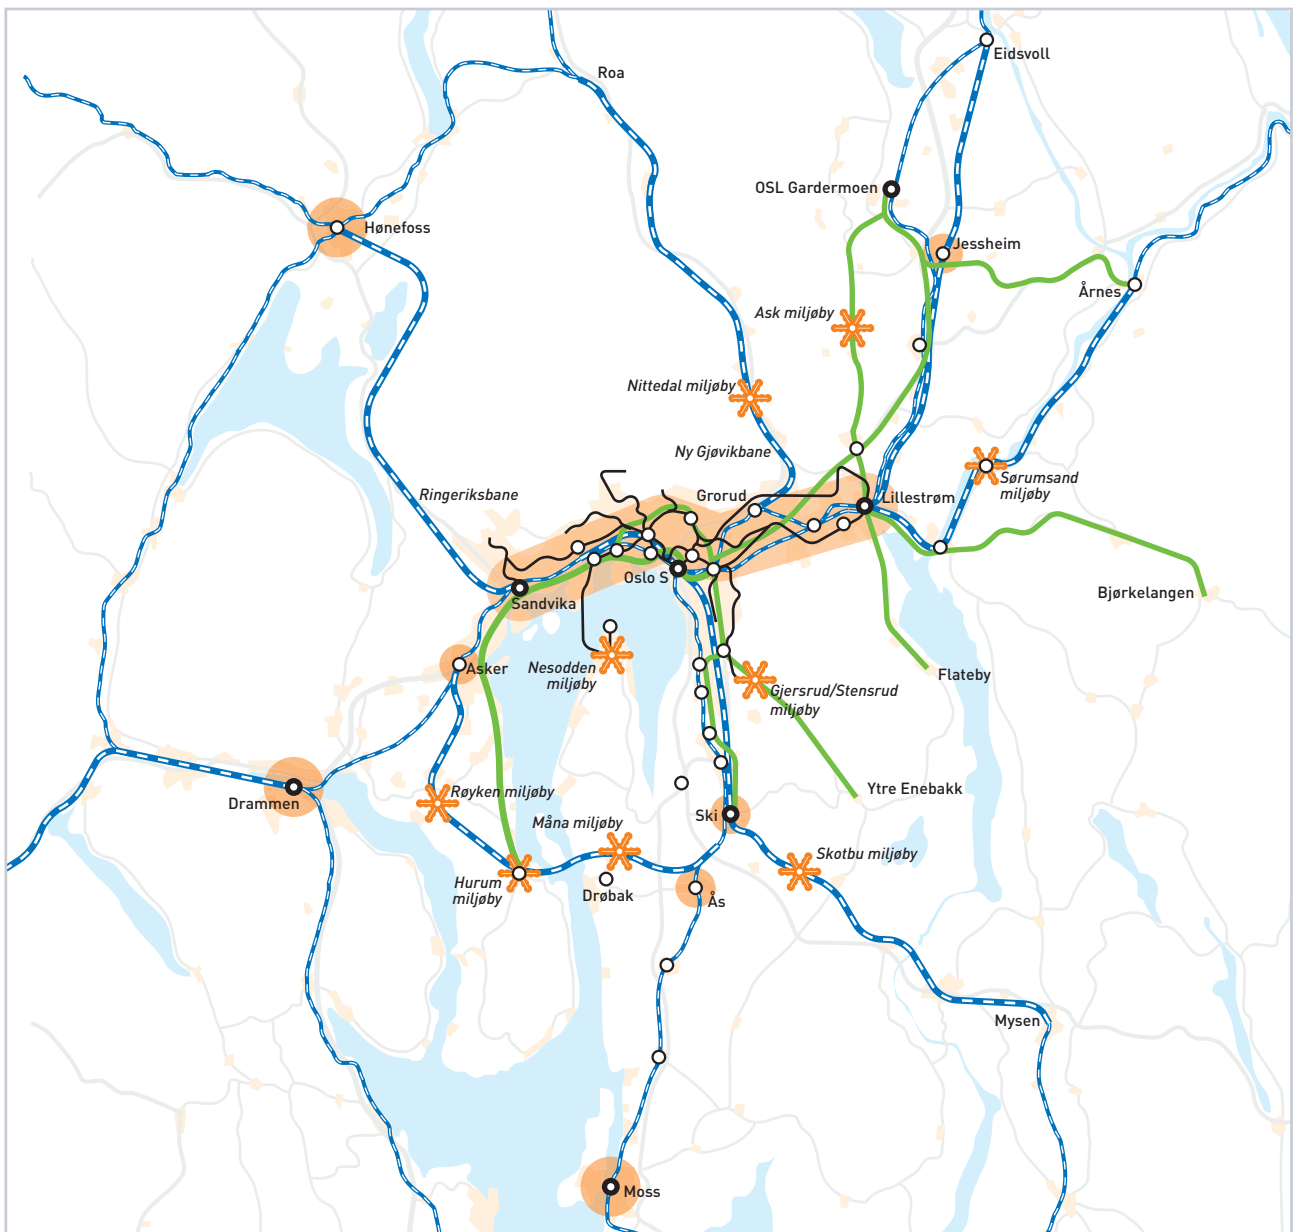 Eidsvoll
Roa
OSL Gardermoen
Hønefoss
Jessheim
Årnes
Ask miljøby
Nittedal miljøby
Ny Gjøvikbane
Sørumsand
miljøby
Ringeriksbane
Grorud
Lillestrøm
Oslo S
Sandvika
Bjørkelangen
Asker
Nesodden
miljøby
Flateby
Gjersrud/Stensrud
miljøby
Ytre Enebakk
Røyken miljøby
Drammen
Ski
Måna miljøby
Skotbu miljøby
Hurum
miljøby
Drøbak
Ås
Mysen
Moss